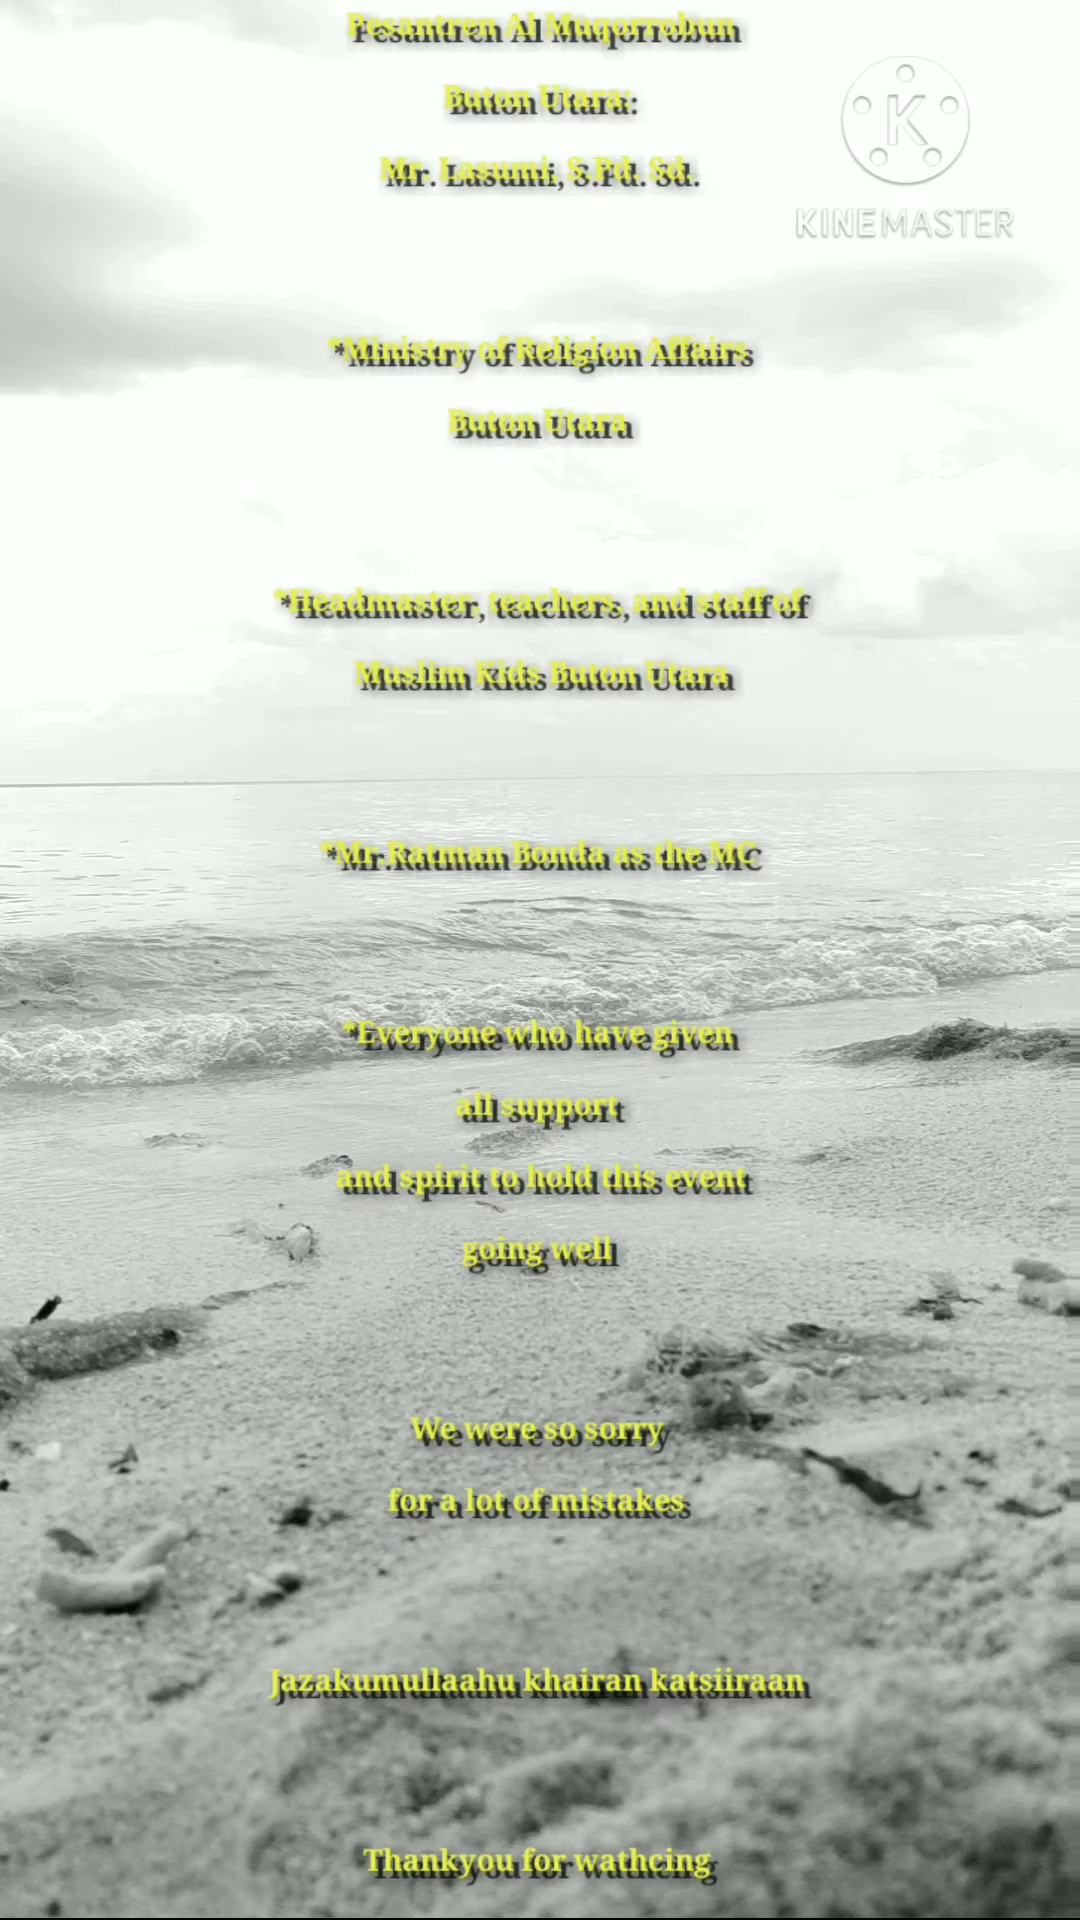 Pesantren Al Muqorrobun
Buton Utara:
Mr. Lasumi, S.Pd. Sd.
KINEMASTER
*Ministry of Religion Affairs
Buton Utara
*Headmaster, teachers, and staff of
Muslim Kids Buton Utara
*Mr.Ratman Bonda as the MC
*Everyone who have given
all support
and spirit to hold this event
going well
We were so sorry
for a lot of mistakes
Jazakumullaahu khairan katsiiraan
Thankyou for wathcing